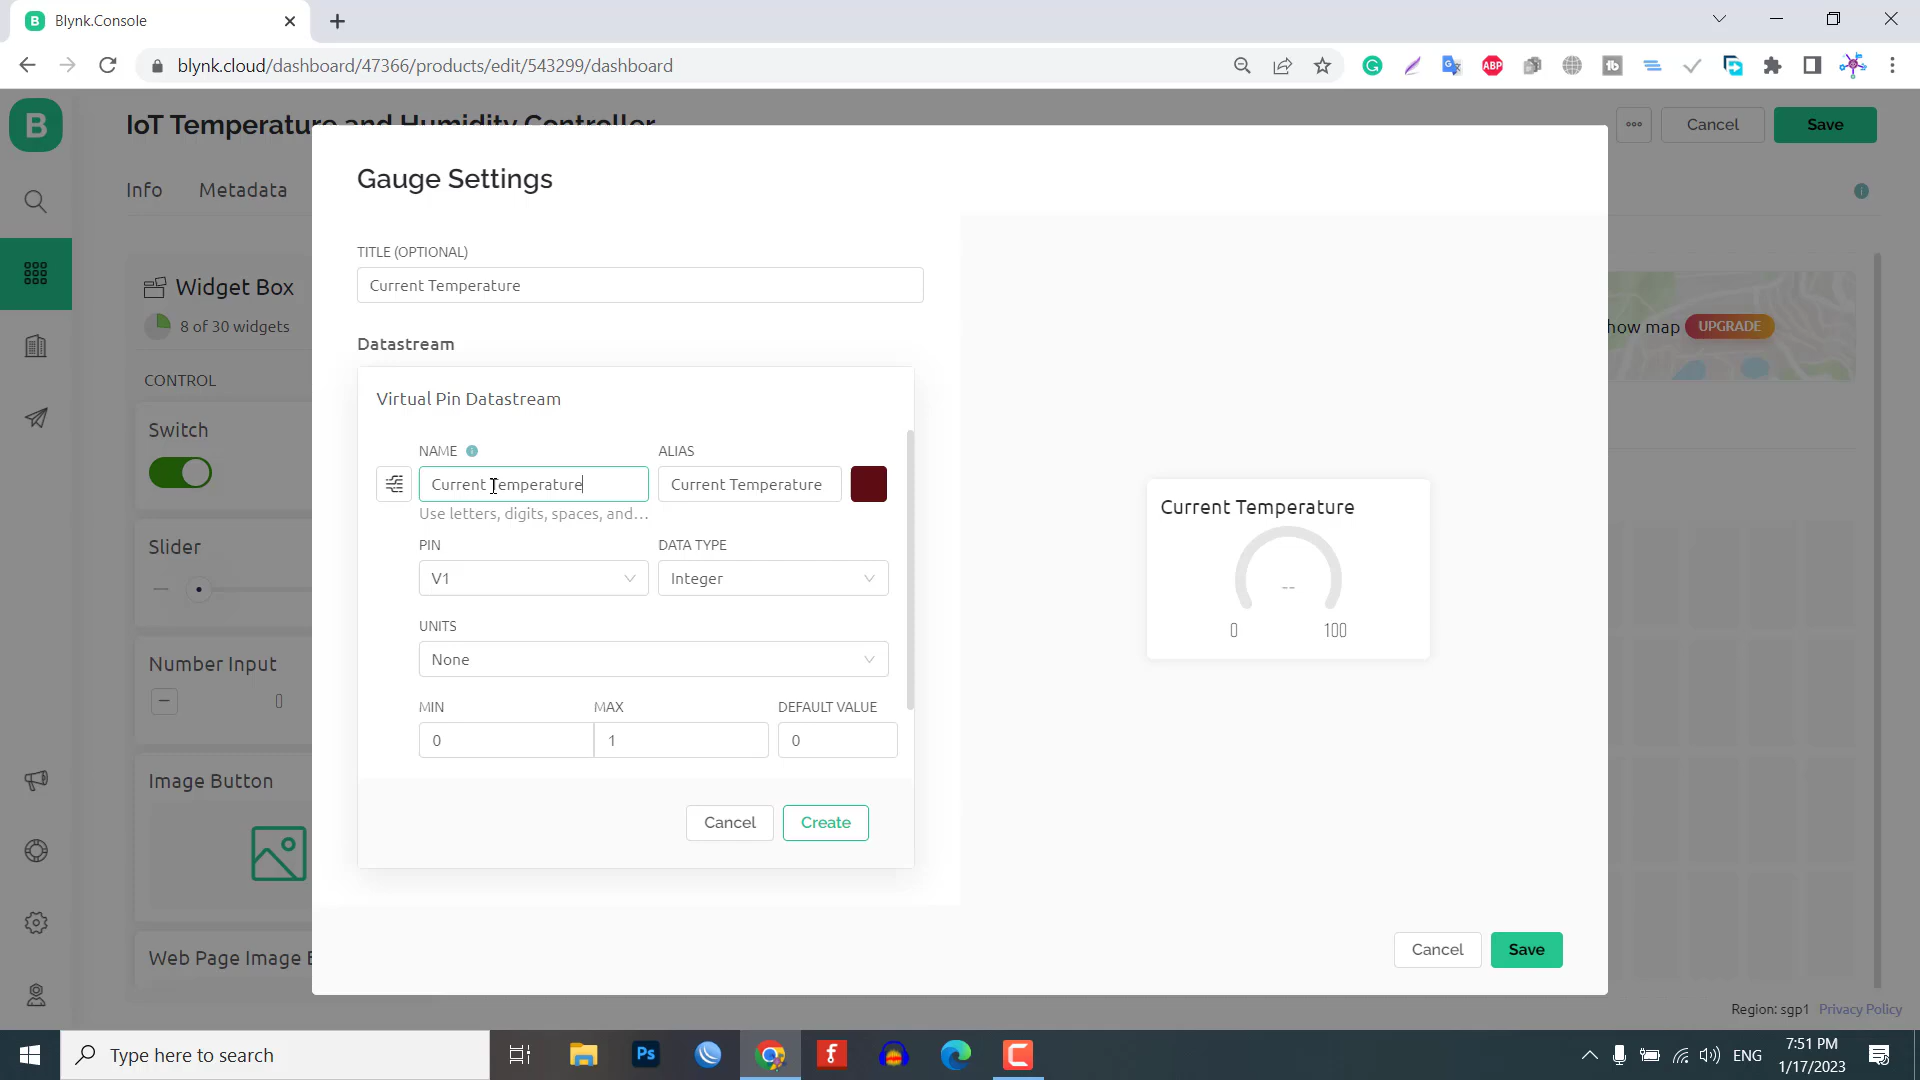 Blynk.Console
blynk.cloud/dashboard/47366/products/edit/543299/dashboard
ABP
tb
B
IoT Temperature and Humidity Controller
Cancel
Save
Info
Metadata
Gauge Settings
TITLE (OPTIONAL)
Current Temperature
Widget Box
8 of 30 widgets
how map
UPGRADE
Datastream
CONTROL
Virtual Pin Datastream
Switch
NAME
ALIAS
Current Temperature
Current Temperature
Use letters, digits, spaces, and...
Current Temperature
--
0
100
Slider
PIN
DATA TYPE
V1
Integer
UNITS
None
Number Input
0
MIN
MAX
DEFAULT VALUE
0
1
0
Image Button
Cancel
Create
Web Page Image B
Cancel
Save
Region: sgp1
Privacy Policy
Type here to search
Ps
ENG
7:51 PM
1/17/2023